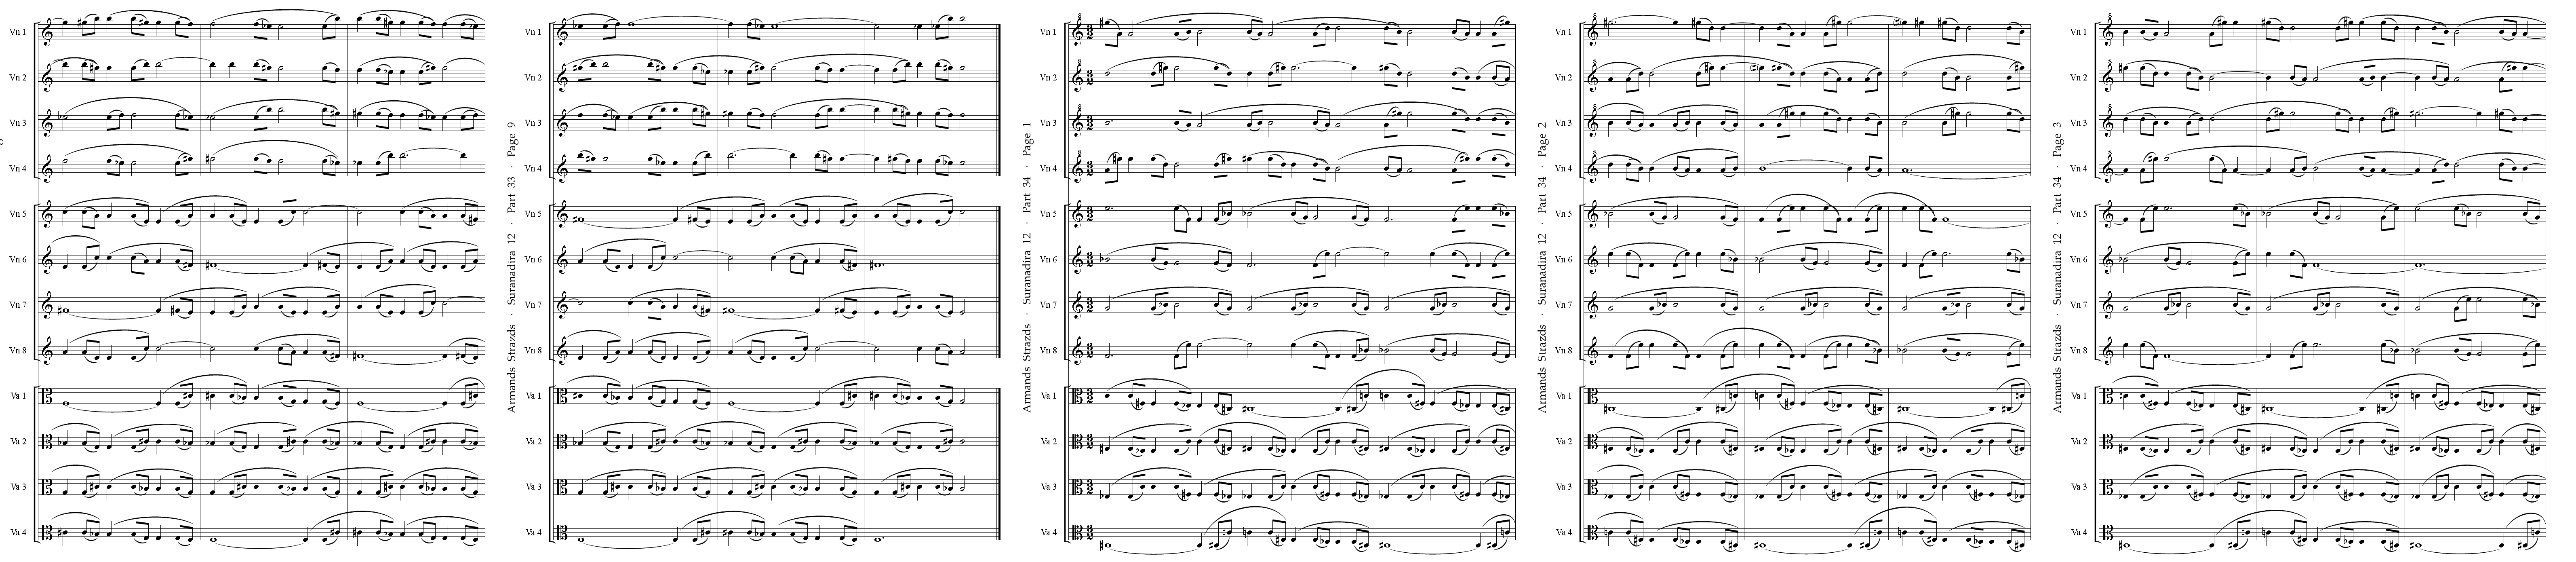 Vn 1
Vn 2
Vn 3
Vn 4
Vn 5
Vn 6
Vn 7
Vn 8
Va 1
Va 2
Va 3
Va 4
Armands Strazds · Suranadira 12 · Part 33 · Page 9
Vn 1
Vn 2
Vn 3
Vn 4
Vn 5
Vn 6
Vn 7
Vn 8
Va 1
Va 2
Va 3
Va 4
Armands Strazds · Suranadira 12 · Part 34 · Page 1
Vn 1
Vn 2
Vn 3
Vn 4
Vn 5
Vn 6
Vn 7
Vn 8
Va 1
Va 2
Va 3
Va 4
Armands Strazds · Suranadira 12 · Part 34 · Page 2
Vn 1
Vn 2
Vn 3
Vn 4
Vn 5
Vn 6
Vn 7
Vn 8
Va 1
Va 2
Va 3
Va 4
Armands Strazds · Suranadira 12 · Part 34 · Page 3
Vn 1
Vn 2
Vn 3
Vn 4
Vn 5
Vn 6
Vn 7
Vn 8
Va 1
Va 2
Va 3
Va 4